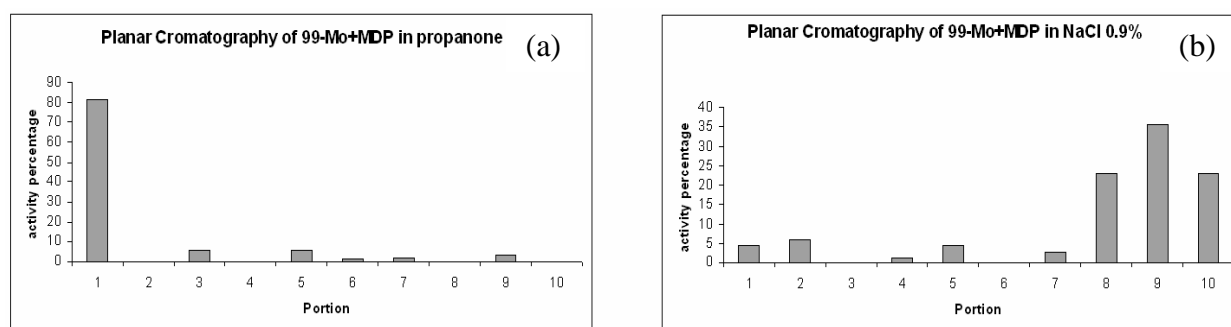 Planar Cromatography of 99-Mo+MDP in propanone
(a)
activity percentage
90
80
70
60
50
40
30
20
10
0
1 2 3 4 5 6 7 8 9 10
Portion
Planar Cromatography of 99-Mo+MDP in NaCl 0.9%
(b)
activity percentage
40
35
30
25
20
15
10
5
0
1 2 3 4 5 6 7 8 9 10
Portion